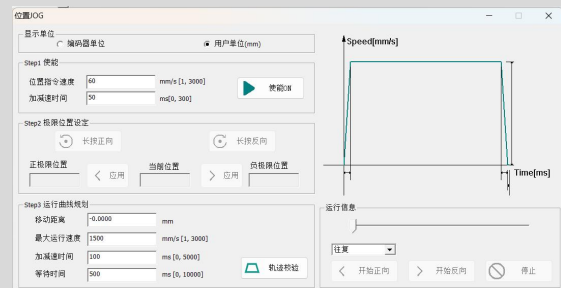 位置JOG
显示单位
编码器单位 用户单位(mm)
Step1 使能
位置指令速度 60 mm/s [1, 3000]
加减速时间 50 ms[0, 300]
使能ON
Step2 极限位置设定
长按正向 长按反向
正极限位置 当前位置 负极限位置
应用 应用
Step3 运行曲线规划
移动距离 -0.0000 mm
最大运行速度 1500 mm/s [1, 3000]
加减速时间 100 ms [0, 5000]
等待时间 500 ms [0, 10000]
轨迹校验
Speed[mm/s]
Time[ms]
运行信息
往复
开始正向 开始反向 停止